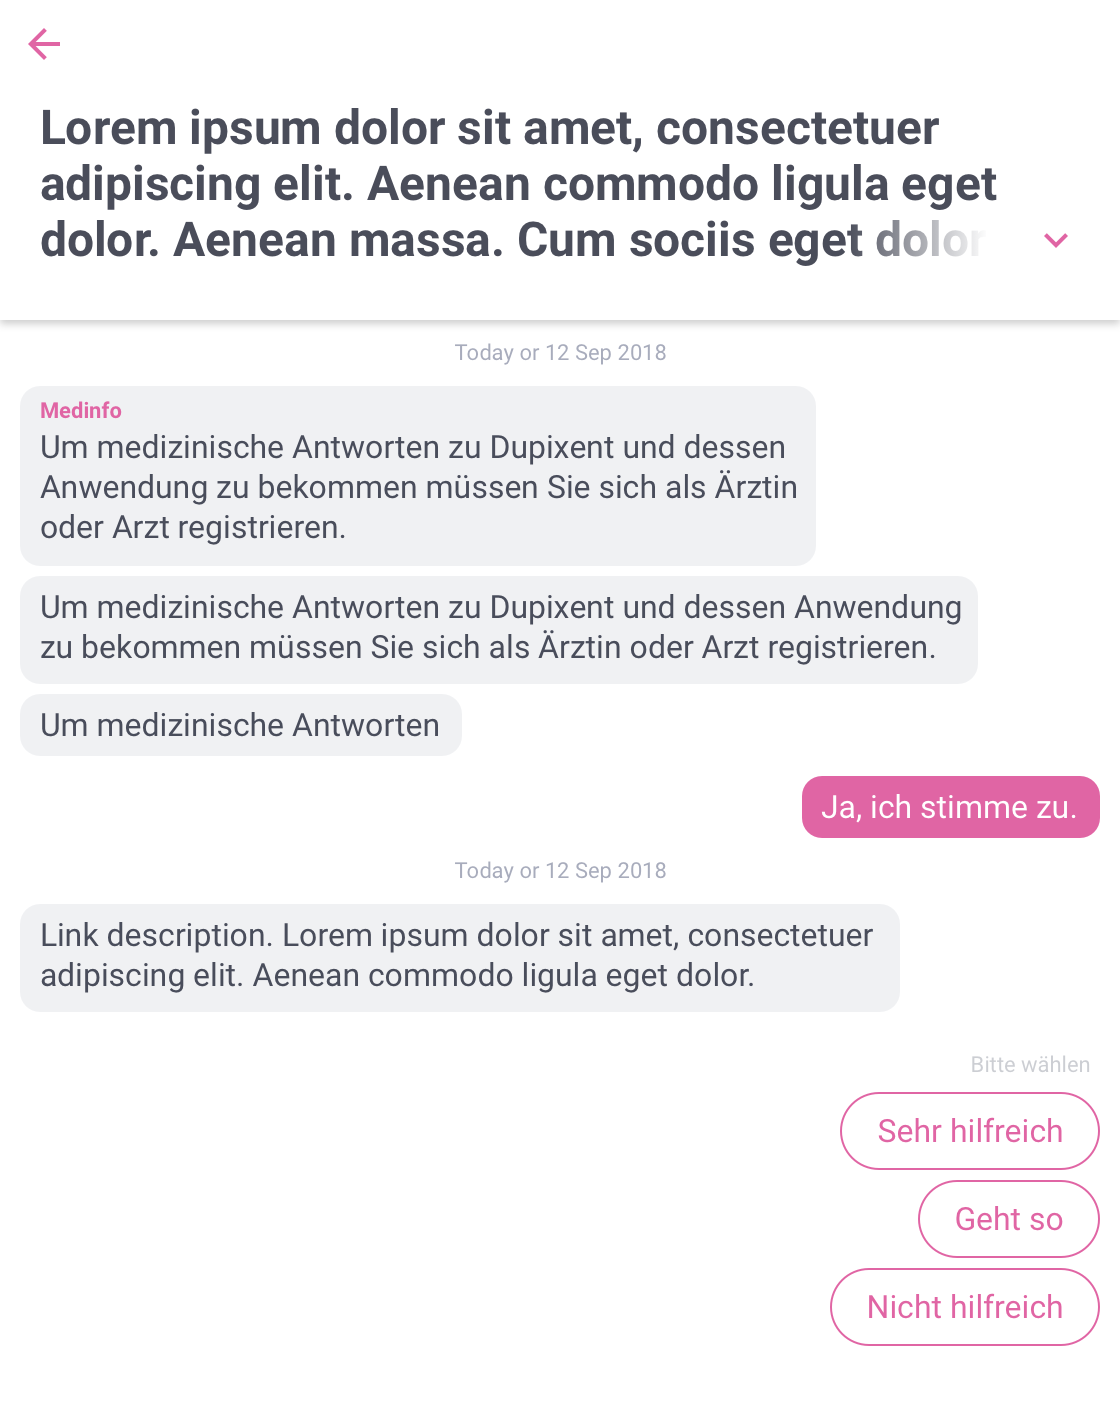 Lorem ipsum dolor sit amet, consectetuer
adipiscing elit. Aenean commodo ligula eget
dolor. Aenean massa. Cum sociis eget dolor
Today or 12 Sep 2018
Medinfo
Um medizinische Antworten zu Dupixent und dessen
Anwendung zu bekommen müssen Sie sich als Ärztin
oder Arzt registrieren.
Um medizinische Antworten zu Dupixent und dessen Anwendung
zu bekommen müssen Sie sich als Ärztin oder Arzt registrieren.
Um medizinische Antworten
Ja, ich stimme zu.
Today or 12 Sep 2018
Link description. Lorem ipsum dolor sit amet, consectetuer
adipiscing elit. Aenean commodo ligula eget dolor.
Bitte wählen
Sehr hilfreich
Geht so
Nicht hilfreich